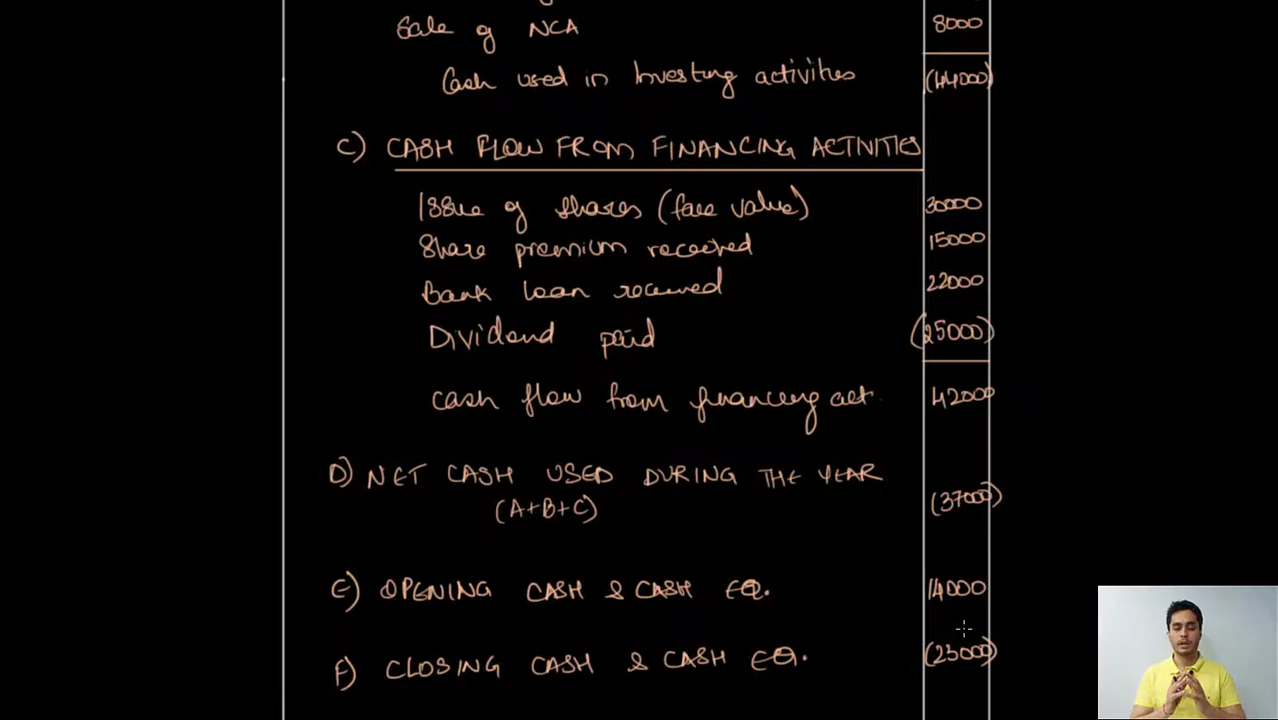 Sale of NCA 8000
Cash used in Investing activities (44000)
C) CASH FLOW FROM FINANCING ACTIVITIES
Issue of shares (face value) 30000
Share premium received 15000
Bank loan received 22000
Dividend paid (25000)
cash flow from financing act. 42000
D) NET CASH USED DURING THE YEAR
(A+B+C) (37000)
E) OPENING CASH & CASH EQ. 14000
F) CLOSING CASH & CASH EQ. (23000)